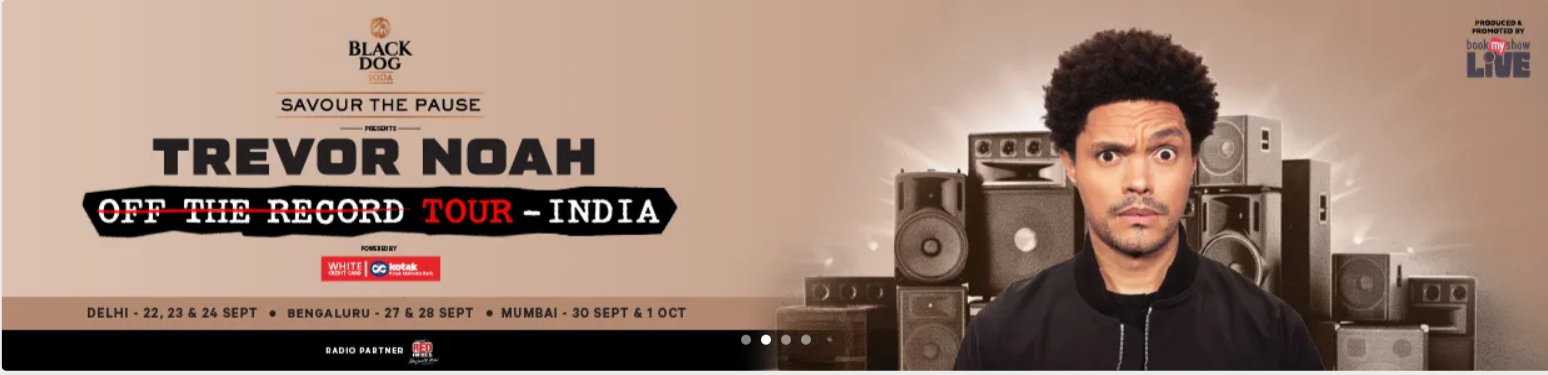 BLACK
DOG
SODA
SAVOUR THE PAUSE
PRESENTS
TREVOR NOAH
OFF THE RECORD TOUR - INDIA
POWERED BY
WHITE
CREDIT CARD
kotak
Kotak Mahindra Bank
DELHI - 22, 23 & 24 SEPT • BENGALURU - 27 & 28 SEPT • MUMBAI - 30 SEPT & 1 OCT
RADIO PARTNER
RED
PRODUCED &
PROMOTED BY
book my show
LIVE